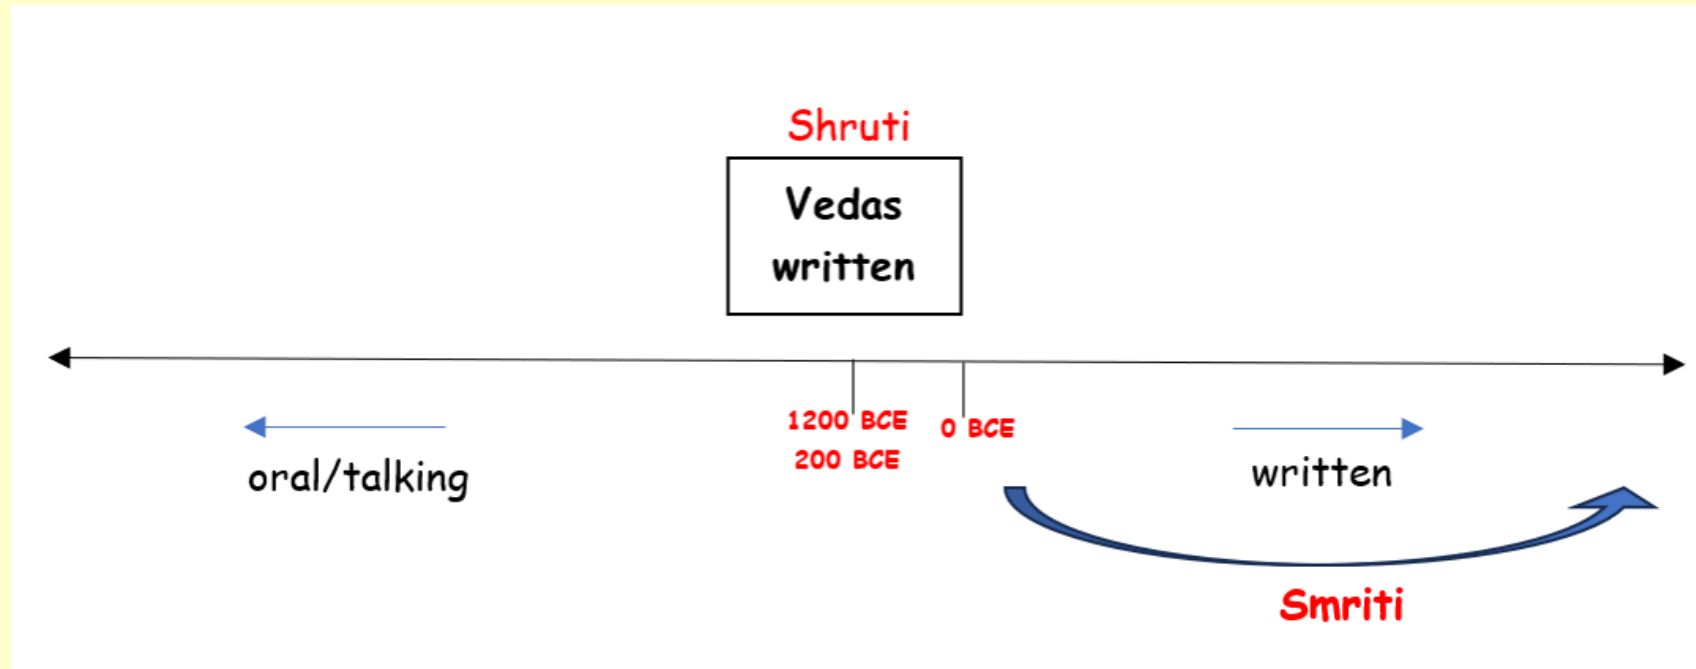 Shruti
Vedas
written
1200 BCE
200 BCE
0 BCE
oral/talking
written
Smriti